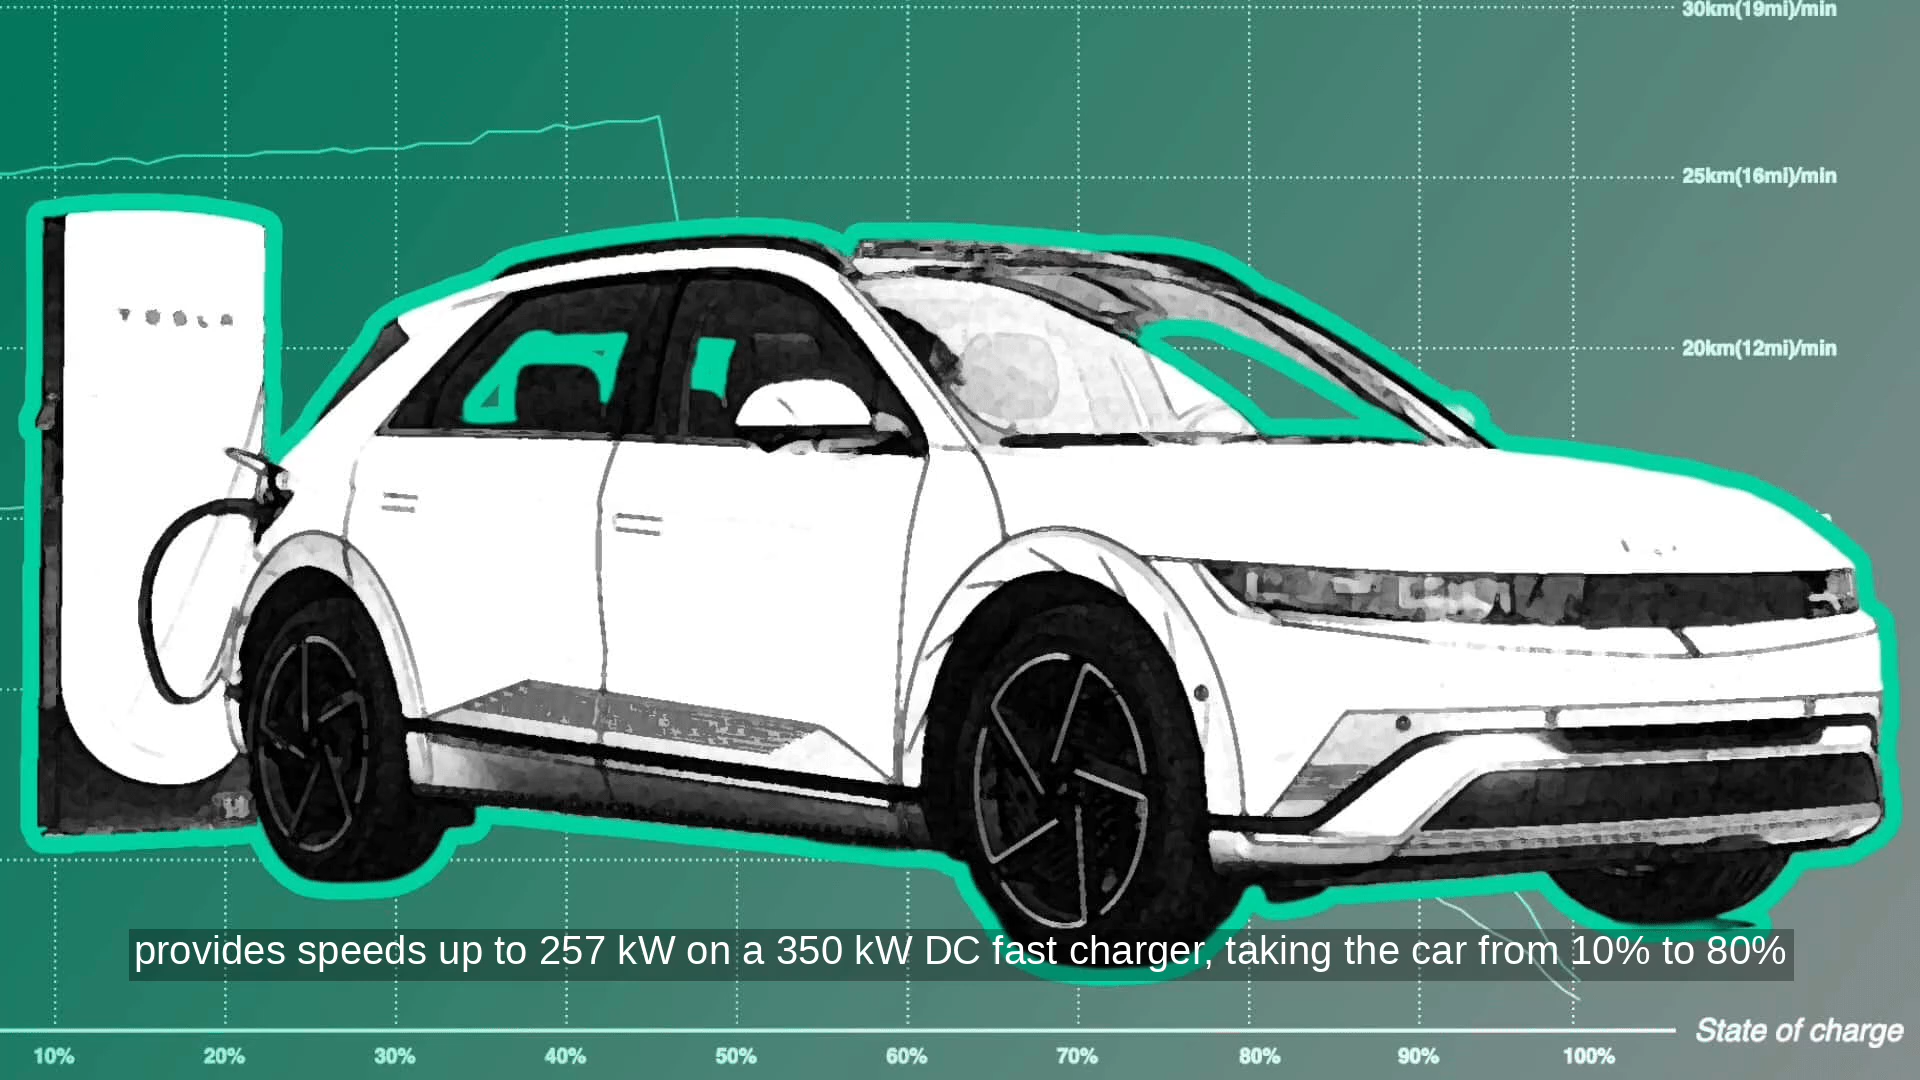 30km(19mi)/min
25km(16mi)/min
20km(12mi)/min
TESLA
provides speeds up to 257 kW on a 350 kW DC fast charger, taking the car from 10% to 80%
State of charge
10% 20% 30% 40% 50% 60% 70% 80% 90% 100%